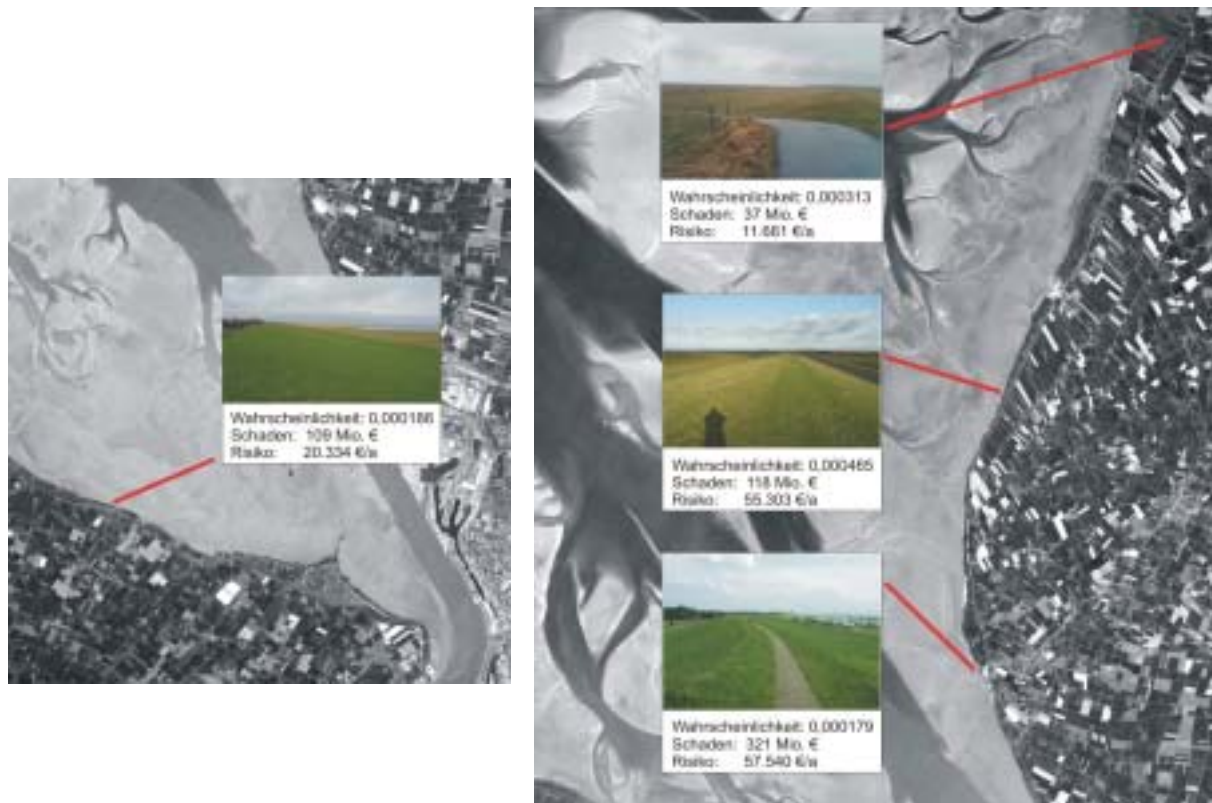 Wahrscheinlichkeit: 0,000186
Schaden: 109 Mio. €
Risiko: 20.334 €/a
Wahrscheinlichkeit: 0,000313
Schaden: 37 Mio. €
Risiko: 11.661 €/a
Wahrscheinlichkeit: 0,000465
Schaden: 118 Mio. €
Risiko: 55.303 €/a
Wahrscheinlichkeit: 0,000179
Schaden: 321 Mio. €
Risiko: 57.540 €/a